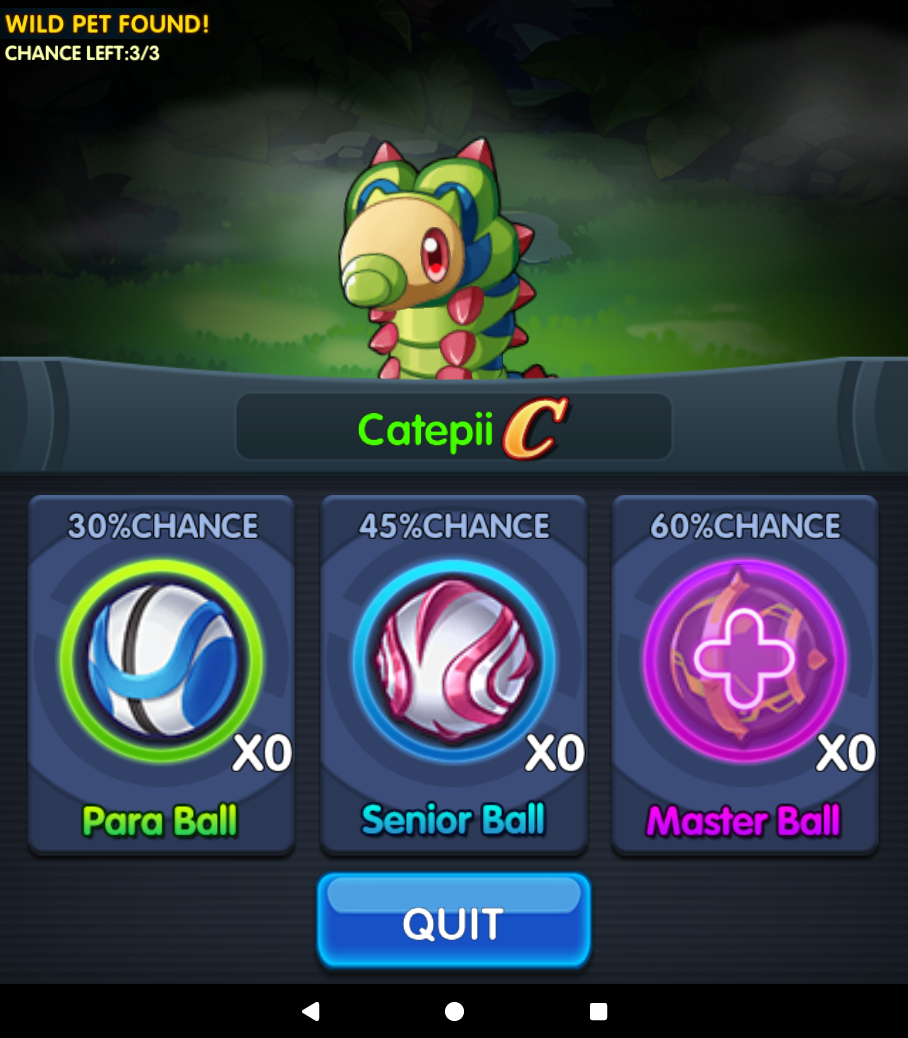 WILD PET FOUND!
CHANCE LEFT:3/3
Catepii C
30%CHANCE
45%CHANCE
60%CHANCE
X0
X0
X0
Para Ball
Senior Ball
Master Ball
QUIT